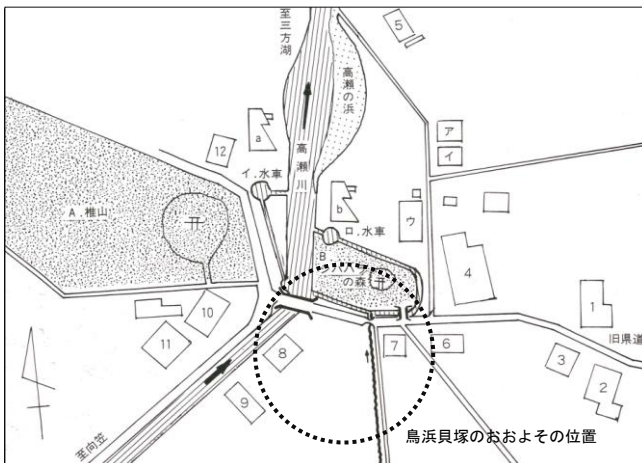 至三方湖
高瀬の浜
高瀬川
5
ア
イ
12
a
イ.水車
b
ウ
ロ.水車
A.椎山
B
の森
4
1
10
11
8
7
6
旧県道
3
2
9
至向笠
鳥浜貝塚のおおよその位置